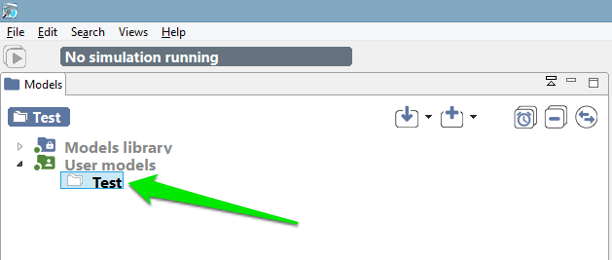 File Edit Search Views Help
No simulation running
Models
Test
Models library
User models
Test